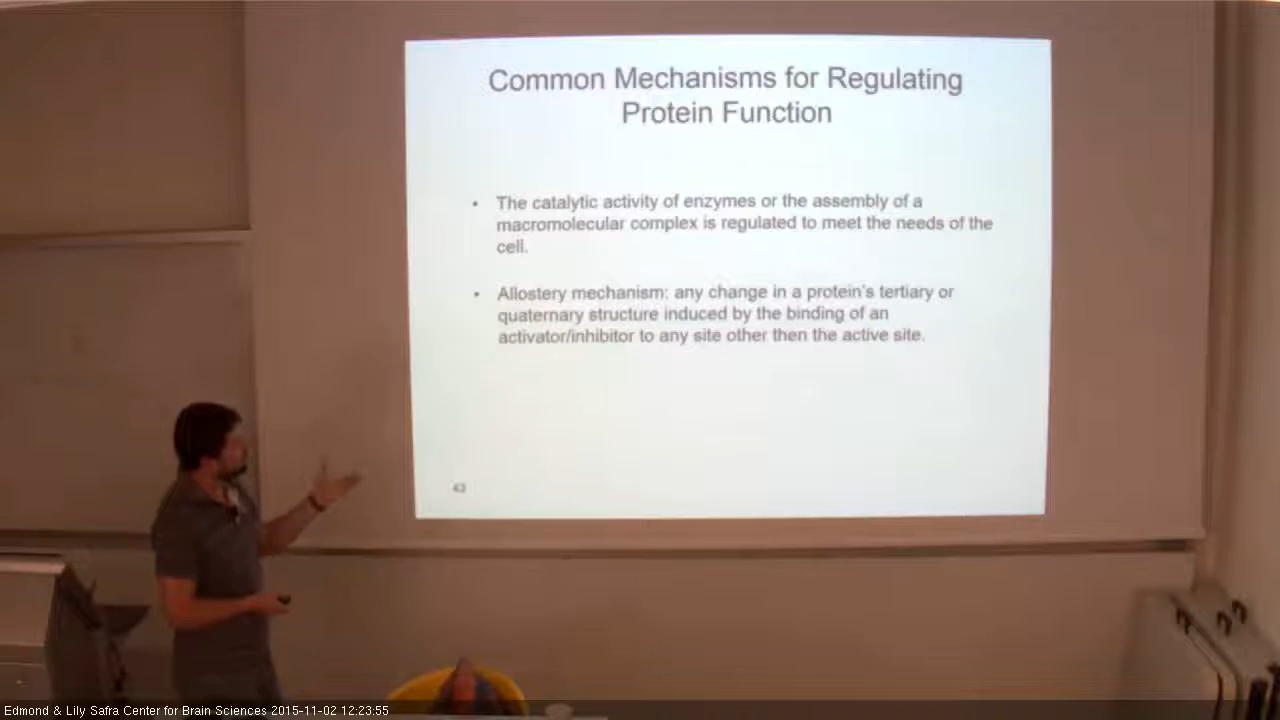 Common Mechanisms for Regulating
Protein Function
• The catalytic activity of enzymes or the assembly of a
macromolecular complex is regulated to meet the needs of the
cell.
• Allostery mechanism: any change in a protein's tertiary or
quaternary structure induced by the binding of an
activator/inhibitor to any site other then the active site.
43
Edmond & Lily Safra Center for Brain Sciences 2015-11-02 12:23:55